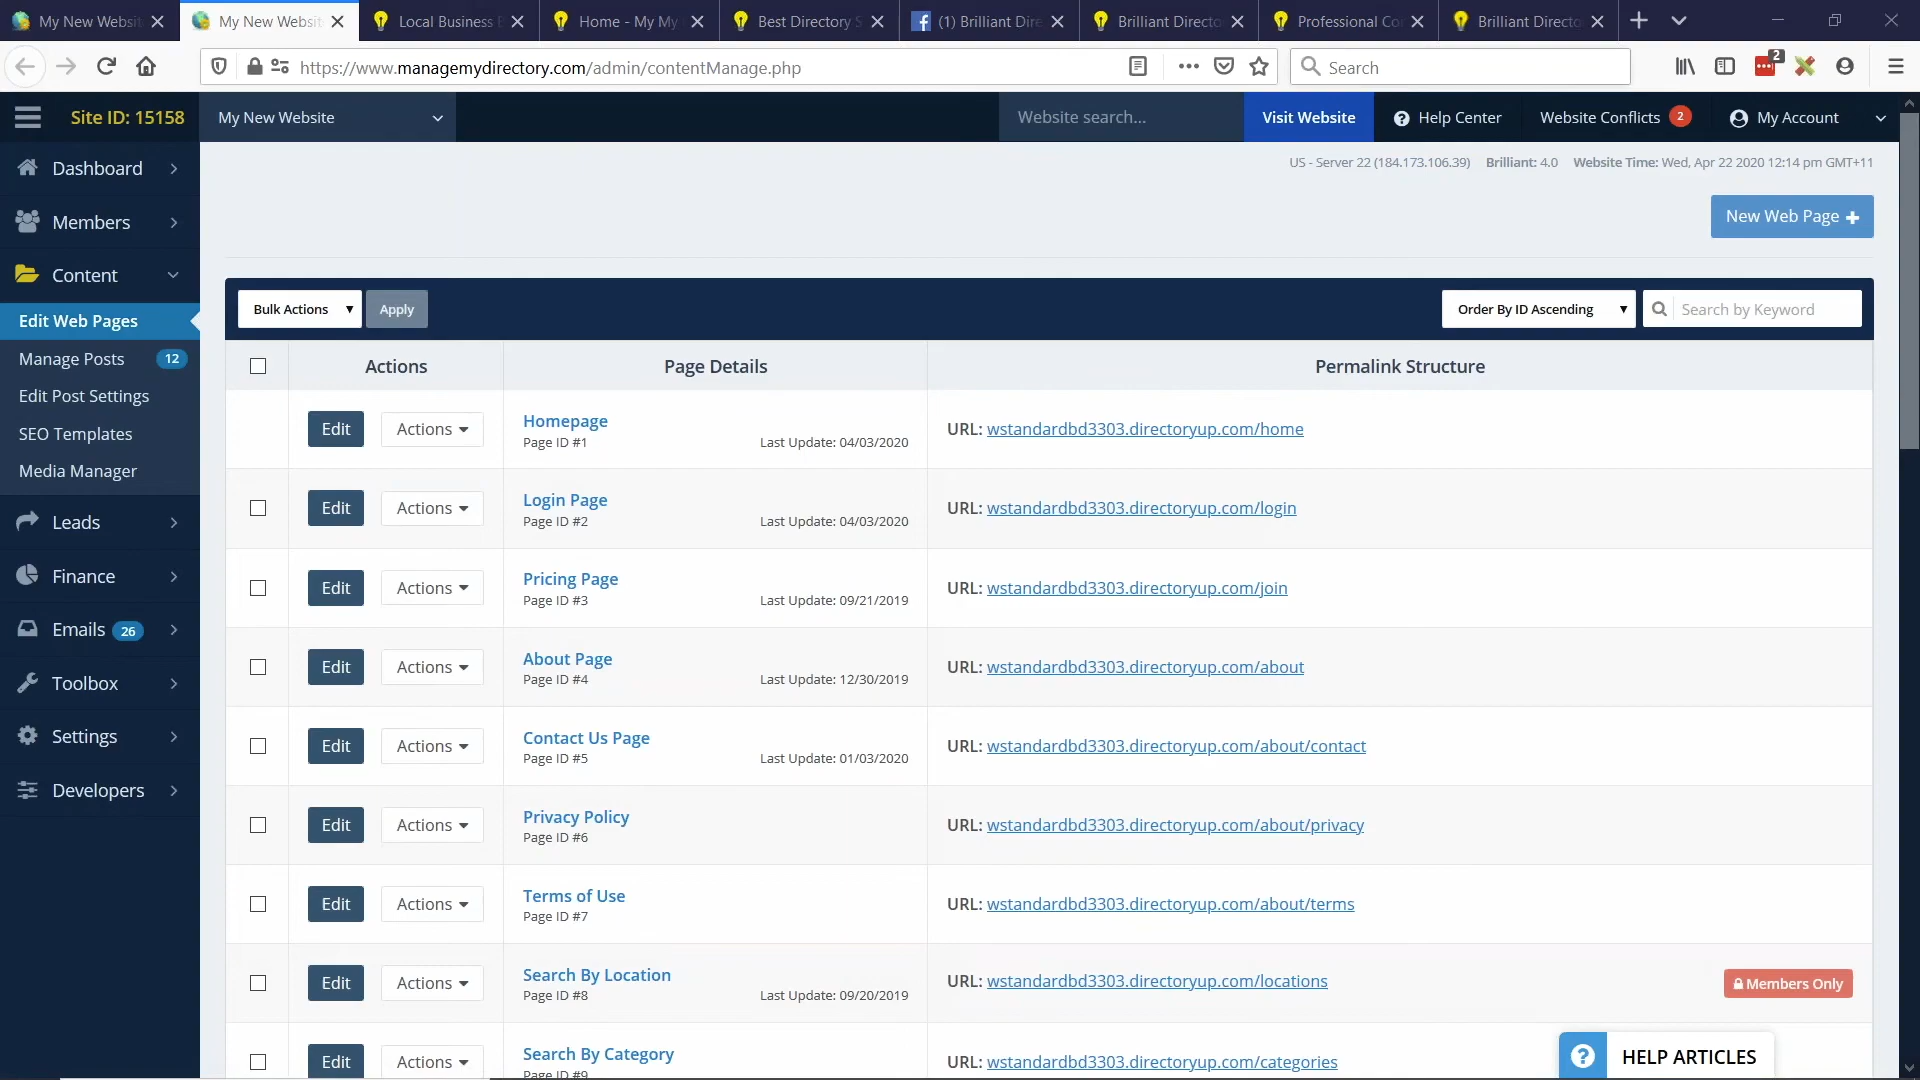 My New Websit
My New Websit
Local Business
Home - My My
Best Directory S
(1) Brilliant Dire
Brilliant Directo
Professional Co
Brilliant Directo
https://www.managemydirectory.com/admin/contentManage.php
Search
2
Site ID: 15158
My New Website
Website search...
Visit Website
Help Center
Website Conflicts 2
My Account
US - Server 22 (184.173.106.39) Brilliant: 4.0 Website Time: Wed, Apr 22 2020 12:14 pm GMT+11
New Web Page
Dashboard
Members
Content
Edit Web Pages
Manage Posts 12
Edit Post Settings
SEO Templates
Media Manager
Leads
Finance
Emails 26
Toolbox
Settings
Developers
Bulk Actions
Apply
Order By ID Ascending
Search by Keyword
Actions Page Details Permalink Structure
Edit Actions Homepage URL: wstandardbd3303.directoryup.com/home
Page ID #1 Last Update: 04/03/2020
Edit Actions Login Page URL: wstandardbd3303.directoryup.com/login
Page ID #2 Last Update: 04/03/2020
Edit Actions Pricing Page URL: wstandardbd3303.directoryup.com/join
Page ID #3 Last Update: 09/21/2019
Edit Actions About Page URL: wstandardbd3303.directoryup.com/about
Page ID #4 Last Update: 12/30/2019
Edit Actions Contact Us Page URL: wstandardbd3303.directoryup.com/about/contact
Page ID #5 Last Update: 01/03/2020
Edit Actions Privacy Policy URL: wstandardbd3303.directoryup.com/about/privacy
Page ID #6
Edit Actions Terms of Use URL: wstandardbd3303.directoryup.com/about/terms
Page ID #7
Edit Actions Search By Location URL: wstandardbd3303.directoryup.com/locations Members Only
Page ID #8 Last Update: 09/20/2019
Edit Actions Search By Category URL: wstandardbd3303.directoryup.com/categories
Page ID #9
HELP ARTICLES